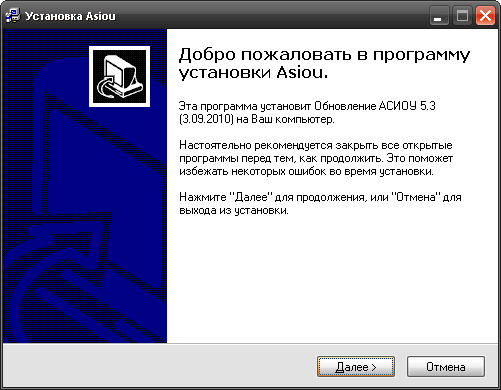 Установка Asiou
Добро пожаловать в программу
установки Asiou.
Эта программа установит Обновление АСИОУ 5.3
(3.09.2010) на Ваш компьютер.
Настоятельно рекомендуется закрыть все открытые
программы перед тем, как продолжить. Это поможет
избежать некоторых ошибок во время установки.
Нажмите "Далее" для продолжения, или "Отмена" для
выхода из установки.
Далее >
Отмена